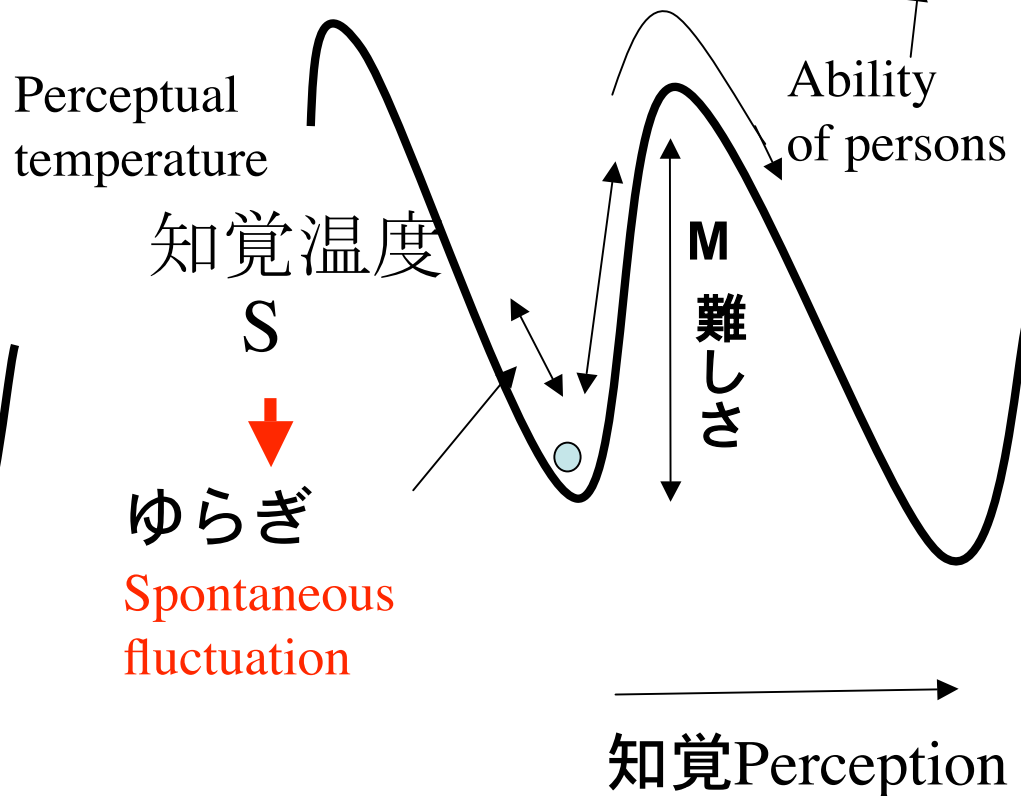 Perceptual
temperature
知覚温度
S
ゆらぎ
Spontaneous
fluctuation
Ability
of persons
M
難しさ
知覚Perception